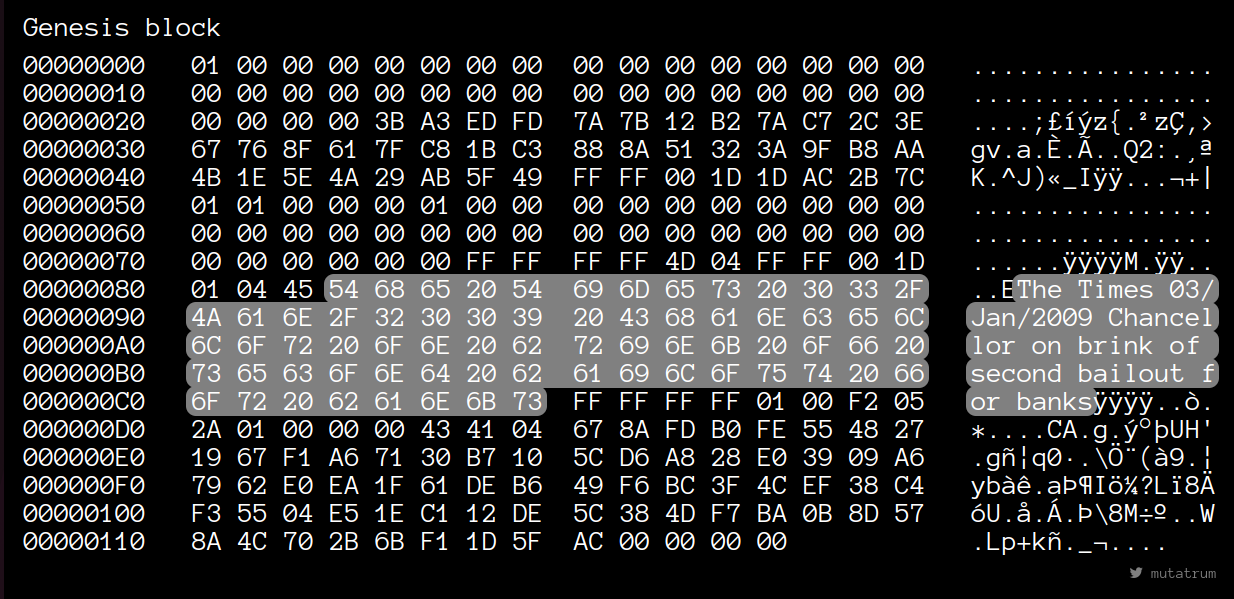 Genesis block
00000000 01 00 00 00 00 00 00 00 00 00 00 00 00 00 00 00 ................
00000010 00 00 00 00 00 00 00 00 00 00 00 00 00 00 00 00 ................
00000020 00 00 00 00 3B A3 ED FD 7A 7B 12 B2 7A C7 2C 3E ....;£íýz{.²zÇ,>
00000030 67 76 8F 61 7F C8 1B C3 88 8A 51 32 3A 9F B8 AA gv.a.È.Ã..Q2:.¸ª
00000040 4B 1E 5E 4A 29 AB 5F 49 FF FF 00 1D 1D AC 2B 7C K.^J)«_Iÿÿ...¬+|
00000050 01 01 00 00 00 01 00 00 00 00 00 00 00 00 00 00 ................
00000060 00 00 00 00 00 00 00 00 00 00 00 00 00 00 00 00 ................
00000070 00 00 00 00 00 00 FF FF FF FF 4D 04 FF FF 00 1D ......ÿÿÿÿM.ÿÿ..
00000080 01 04 45 54 68 65 20 54 69 6D 65 73 20 30 33 2F ..EThe Times 03/
00000090 4A 61 6E 2F 32 30 30 39 20 43 68 61 6E 63 65 6C Jan/2009 Chancel
000000A0 6C 6F 72 20 6F 6E 20 62 72 69 6E 6B 20 6F 66 20 lor on brink of
000000B0 73 65 63 6F 6E 64 20 62 61 69 6C 6F 75 74 20 66 second bailout f
000000C0 6F 72 20 62 61 6E 6B 73 FF FF FF FF 01 00 F2 05 or banksÿÿÿÿ..ò.
000000D0 2A 01 00 00 00 43 41 04 67 8A FD B0 FE 55 48 27 *....CA.g.ý°þUH'
000000E0 19 67 F1 A6 71 30 B7 10 5C D6 A8 28 E0 39 09 A6 .gñ¦q0·.\Ö¨(à9.¦
000000F0 79 62 E0 EA 1F 61 DE B6 49 F6 BC 3F 4C EF 38 C4 ybàê.aÞ¶Iö¼?Lï8Ä
00000100 F3 55 04 E5 1E C1 12 DE 5C 38 4D F7 BA 0B 8D 57 óU.å.Á.Þ\8M÷º..W
00000110 8A 4C 70 2B 6B F1 1D 5F AC 00 00 00 00 .Lp+kñ._¬....
mutatrum